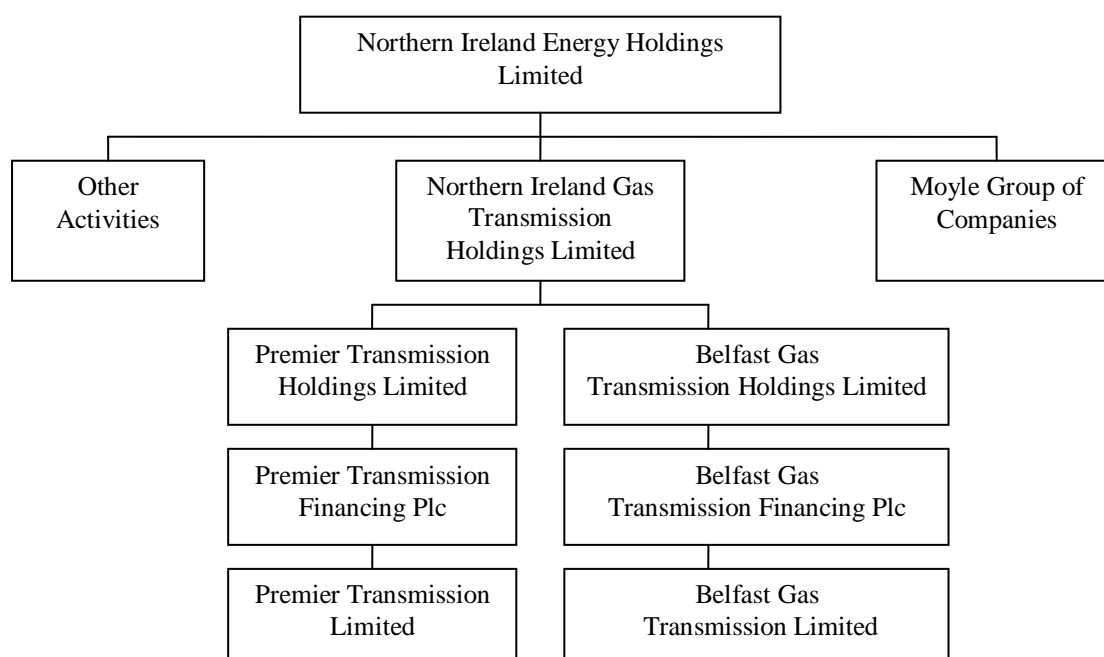 Northern Ireland Energy Holdings
Limited
Other
Activities
Northern Ireland Gas
Transmission
Holdings Limited
Moyle Group of
Companies
Premier Transmission
Holdings Limited
Belfast Gas
Transmission Holdings Limited
Premier Transmission
Financing Plc
Belfast Gas
Transmission Financing Plc
Premier Transmission
Limited
Belfast Gas
Transmission Limited